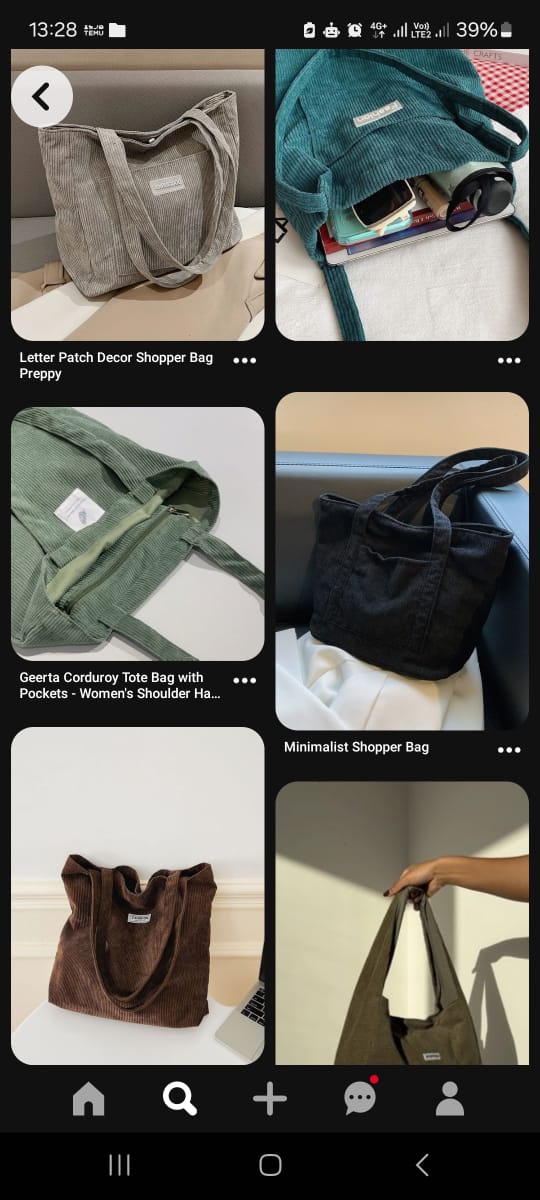 13:28
TEMU
4G+
Vo))
LTE2
39%
CRAFTS
Letter Patch Decor Shopper Bag
Preppy
Geerta Corduroy Tote Bag with
Pockets - Women's Shoulder Ha...
Minimalist Shopper Bag